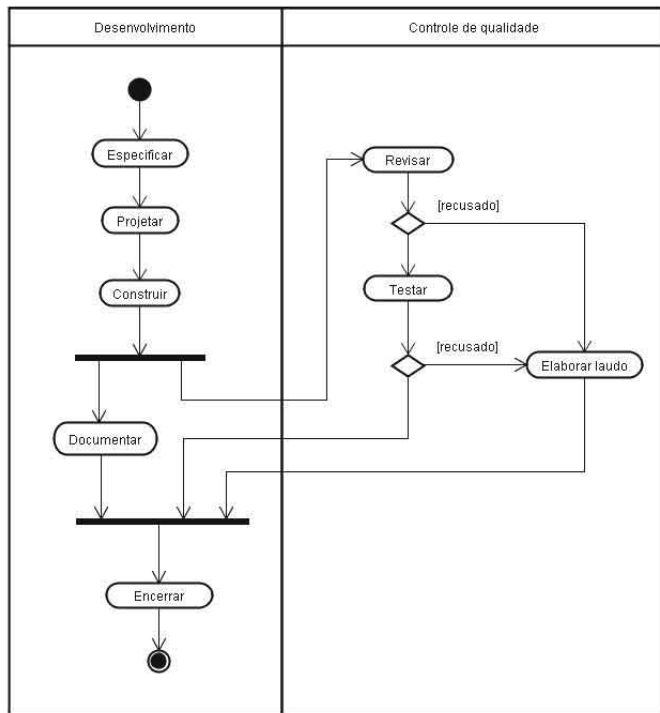 Desenvolvimento
Controle de qualidade
Especificar
Revisar
[recusado]
Projetar
Construir
Testar
[recusado]
Elaborar laudo
Documentar
Encerrar